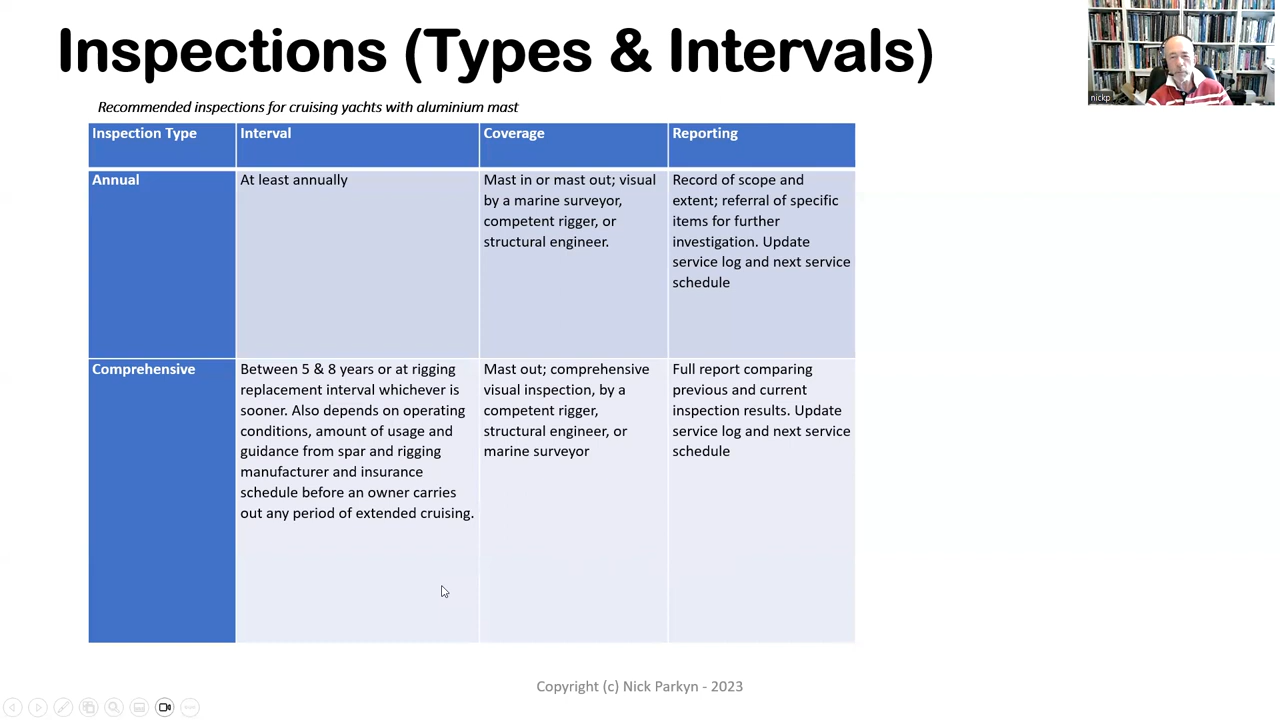 Inspections (Types & Intervals)
nickp
Recommended inspections for cruising yachts with aluminium mast
Inspection Type
Interval
Coverage
Reporting
Annual
At least annually
Mast in or mast out; visual
by a marine surveyor,
competent rigger, or
structural engineer.
Record of scope and
extent; referral of specific
items for further
investigation. Update
service log and next service
schedule
Comprehensive
Between 5 & 8 years or at rigging
replacement interval whichever is
sooner. Also depends on operating
conditions, amount of usage and
guidance from spar and rigging
manufacturer and insurance
schedule before an owner carries
out any period of extended cruising.
Mast out; comprehensive
visual inspection, by a
competent rigger,
structural engineer, or
marine surveyor
Full report comparing
previous and current
inspection results. Update
service log and next service
schedule
Copyright (c) Nick Parkyn - 2023